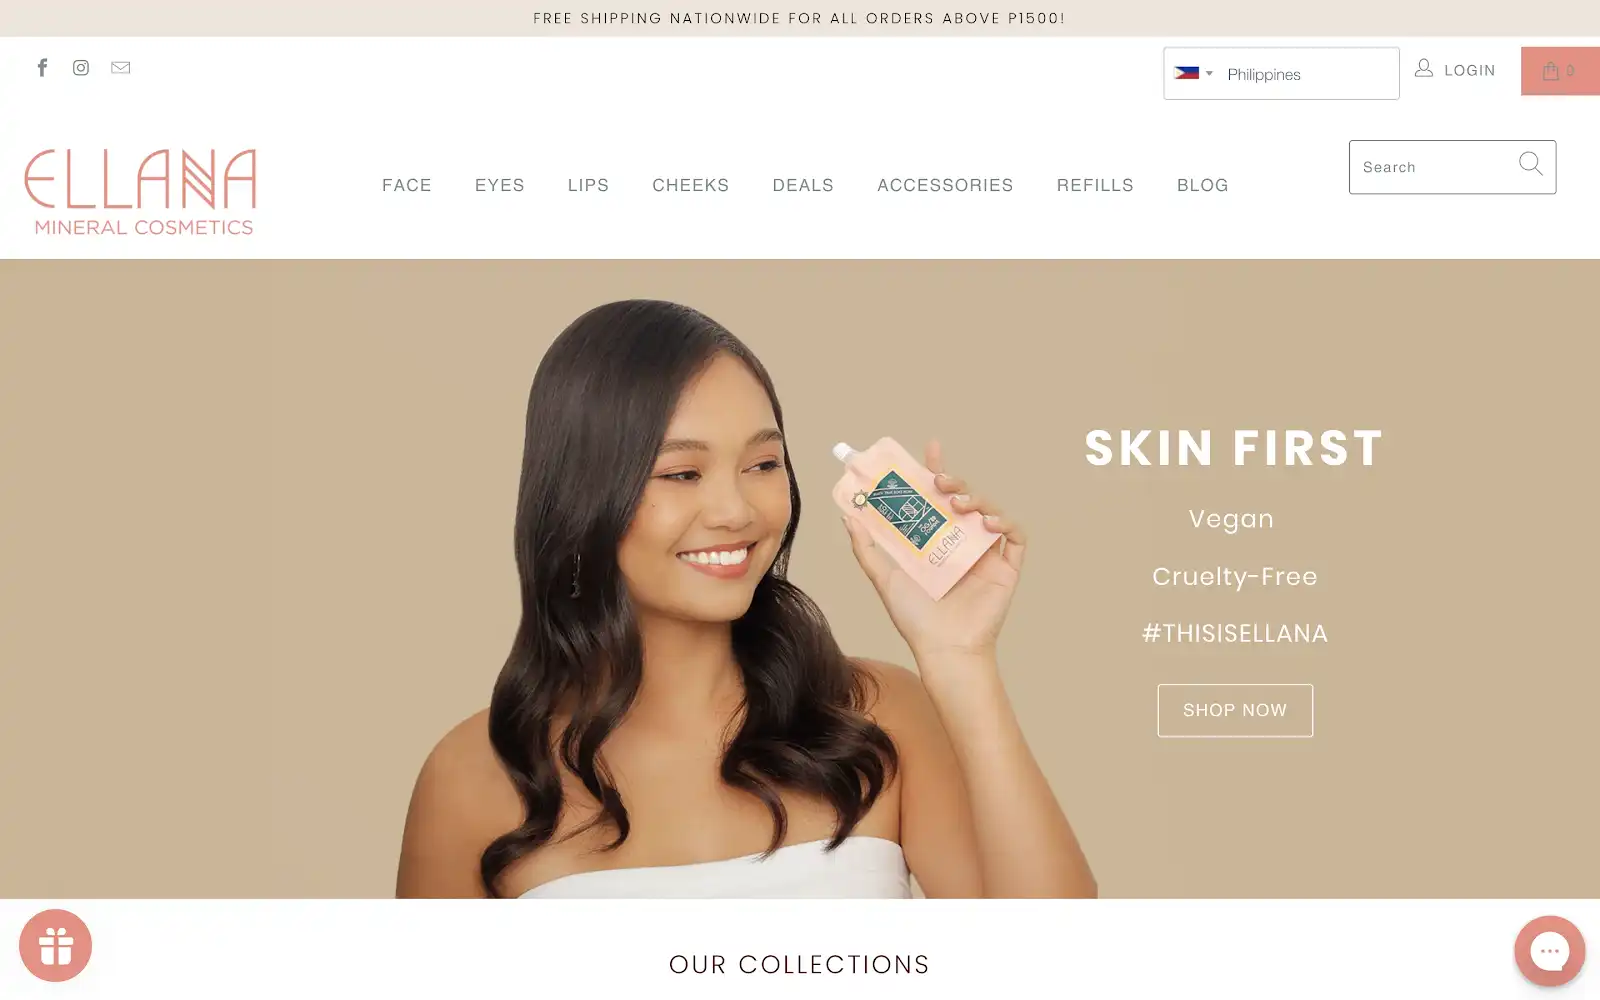 FREE SHIPPING NATIONWIDE FOR ALL ORDERS ABOVE P1500!
Philippines
LOGIN
0
ELLANA
MINERAL COSMETICS
FACE
EYES
LIPS
CHEEKS
DEALS
ACCESSORIES
REFILLS
BLOG
Search
SKIN FIRST
Vegan
Cruelty-Free
#THISISELLANA
SHOP NOW
ELLANA
OUR COLLECTIONS